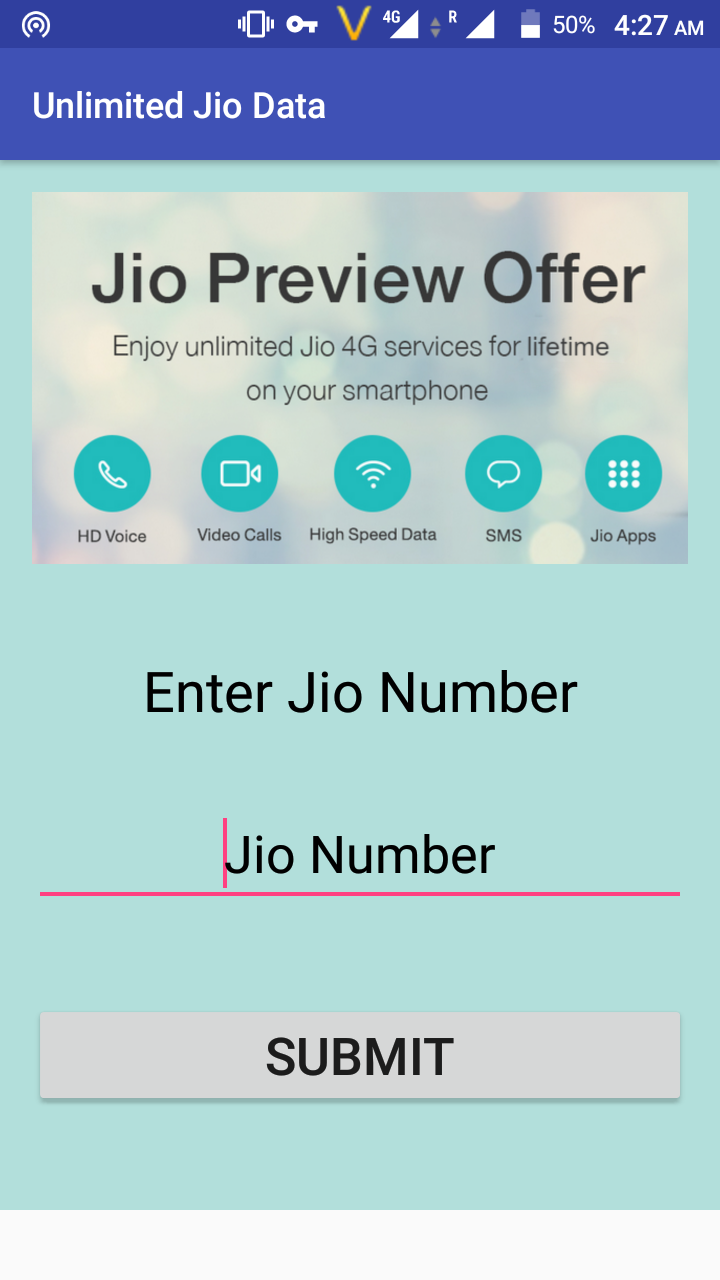 4G R 50% 4:27 AM
Unlimited Jio Data
Jio Preview Offer
Enjoy unlimited Jio 4G services for lifetime
on your smartphone
HD Voice Video Calls High Speed Data SMS Jio Apps
Enter Jio Number
Jio Number
SUBMIT